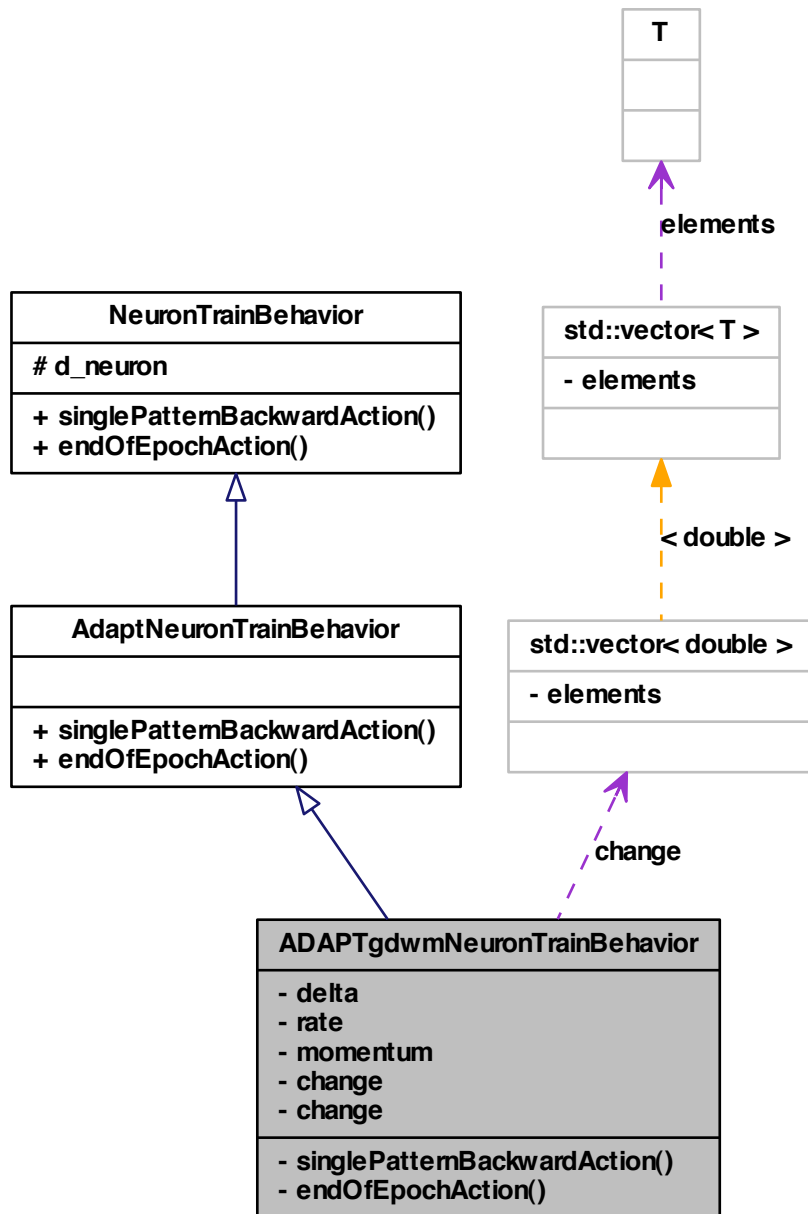 T
elements
NeuronTrainBehavior
# d_neuron
+ singlePatternBackwardAction()
+ endOfEpochAction()
std::vector< T >
- elements
< double >
AdaptNeuronTrainBehavior
+ singlePatternBackwardAction()
+ endOfEpochAction()
std::vector< double >
- elements
change
ADAPTgdwmNeuronTrainBehavior
- delta
- rate
- momentum
- change
- change
- singlePatternBackwardAction()
- endOfEpochAction()